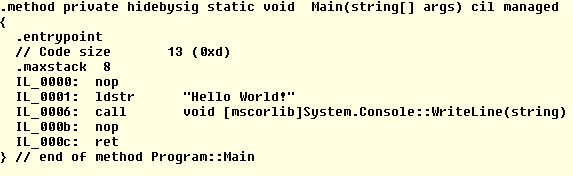 .method private hidebysig static void  Main(string[] args) cil managed
{
  .entrypoint
  // Code size       13 (0xd)
  .maxstack  8
  IL_0000:  nop
  IL_0001:  ldstr      "Hello World!"
  IL_0006:  call       void [mscorlib]System.Console::WriteLine(string)
  IL_000b:  nop
  IL_000c:  ret
} // end of method Program::Main